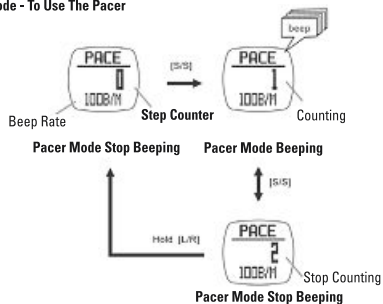 ode - To Use The Pacer
beep
PACE
0
100B/M
[S/S]
PACE
1
100B/M
Beep Rate
Step Counter
Counting
Pacer Mode Stop Beeping
Pacer Mode Beeping
[S/S]
Hold [L/R]
PACE
2
100B/M
Stop Counting
Pacer Mode Stop Beeping